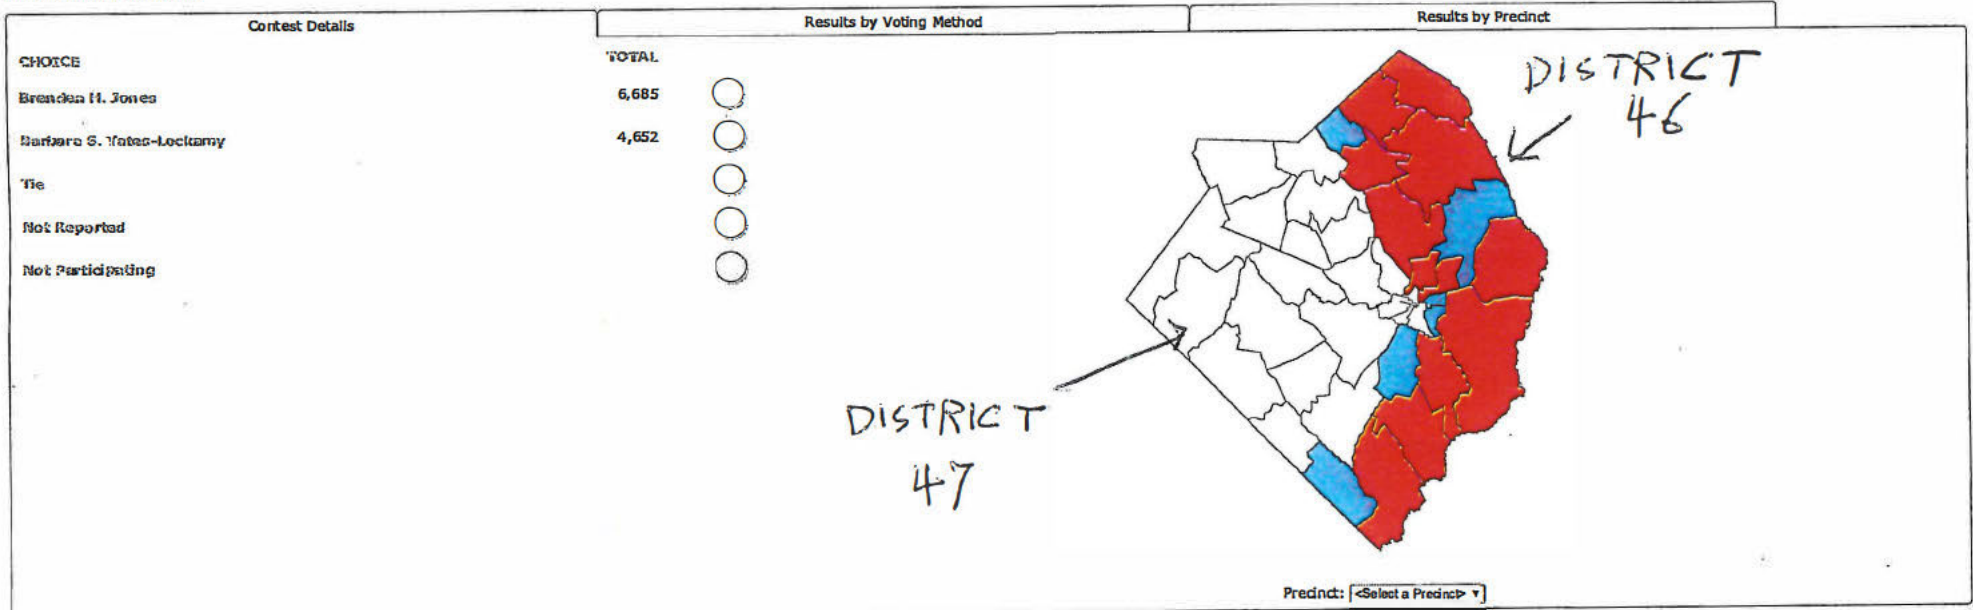 Contest Details
Results by Voting Method
Results by Precinct
CHOICE
TOTAL
Brenden H. Jones
6,685
Barbara S. Yates-Lockamy
4,652
Tie
Not Reported
Not Participating
DISTRICT
46
DISTRICT
47
Precinct: <Select a Precinct> ▼